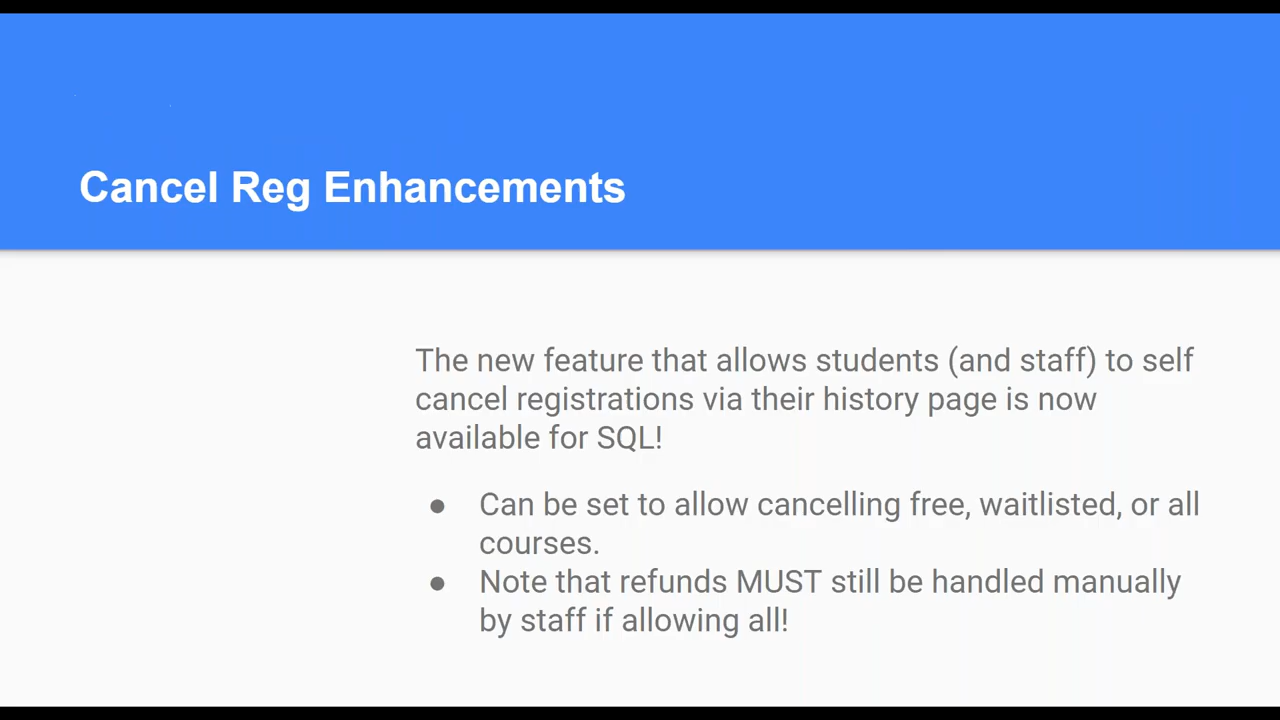 Cancel Reg Enhancements
The new feature that allows students (and staff) to self
cancel registrations via their history page is now
available for SQL!
● Can be set to allow cancelling free, waitlisted, or all
courses.
● Note that refunds MUST still be handled manually
by staff if allowing all!